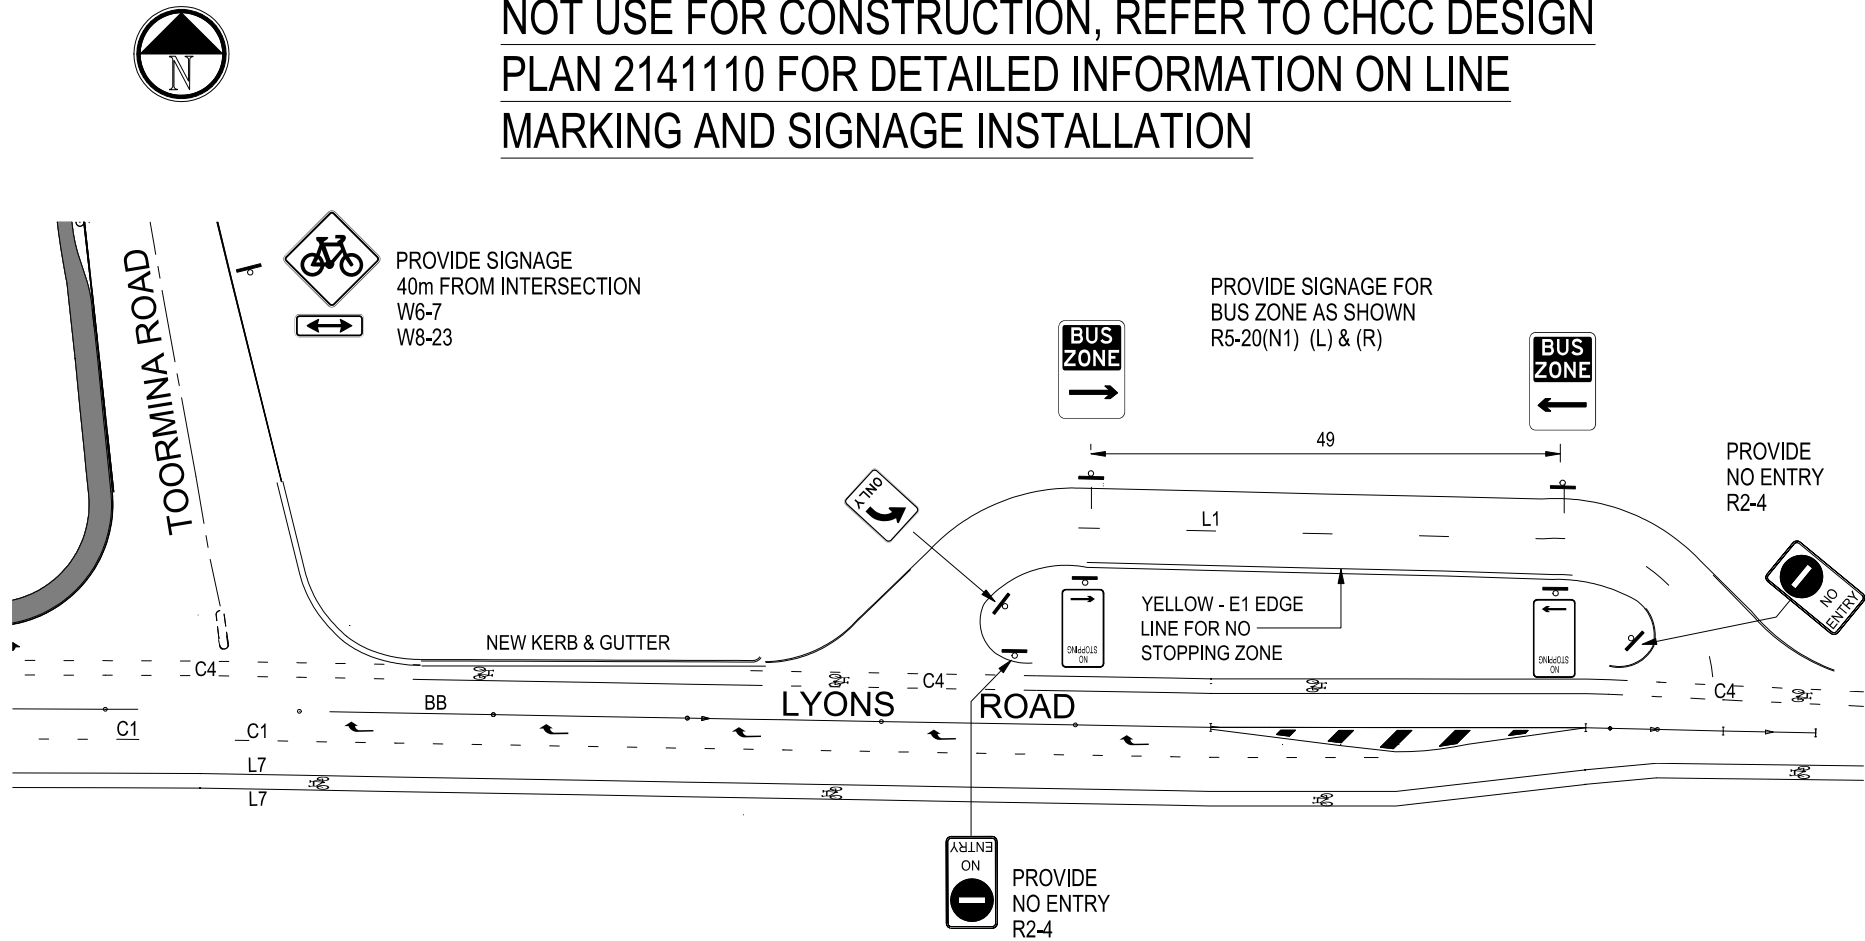 NOT USE FOR CONSTRUCTION, REFER TO CHCC DESIGN
PLAN 2141110 FOR DETAILED INFORMATION ON LINE
MARKING AND SIGNAGE INSTALLATION
N
TOORMINA ROAD
PROVIDE SIGNAGE
40m FROM INTERSECTION
W6-7
W8-23
PROVIDE SIGNAGE FOR
BUS ZONE AS SHOWN
R5-20(N1) (L) & (R)
BUS
ZONE
BUS
ZONE
49
PROVIDE
NO ENTRY
R2-4
ONLY
L1
NO
ENTRY
YELLOW - E1 EDGE
LINE FOR NO
STOPPING ZONE
NO
STOPPING
NO
STOPPING
NEW KERB & GUTTER
C4
C4
C4
BB
LYONS ROAD
C1
C1
L7
L7
NO
ENTRY
PROVIDE
NO ENTRY
R2-4